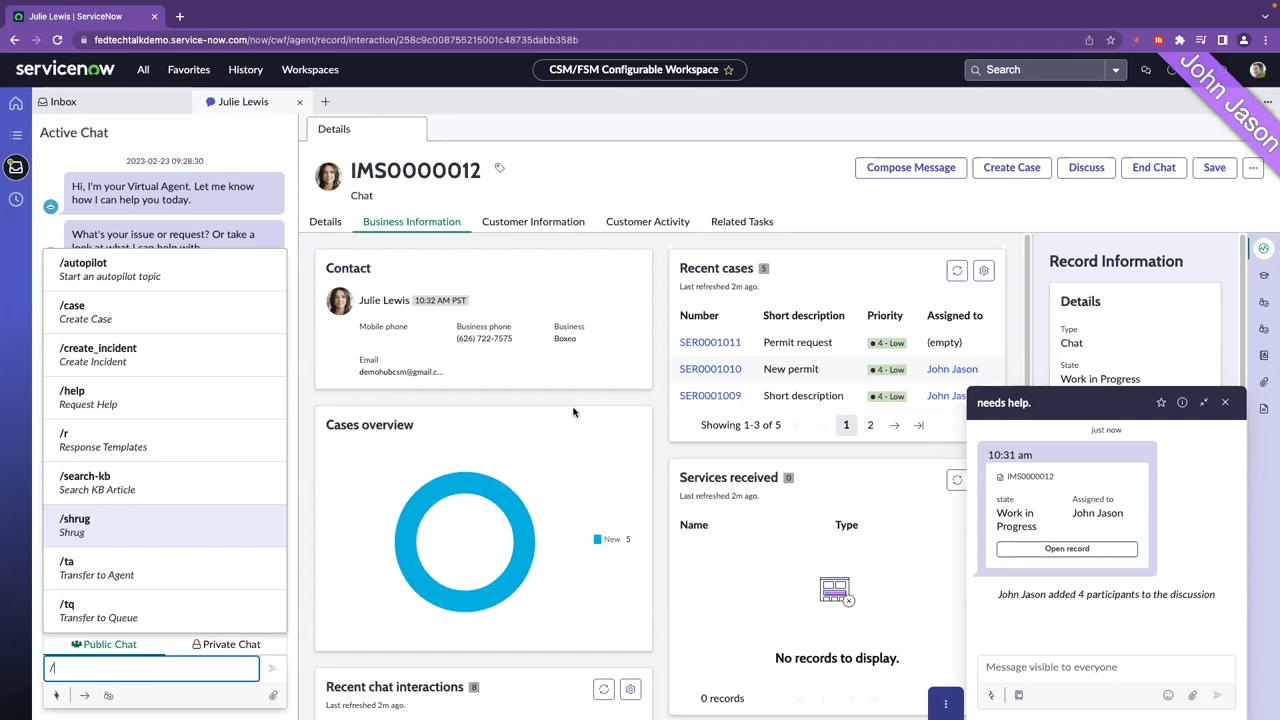 Julie Lewis | ServiceNow
fedtechtalkdemo.service-now.com/now/cwf/agent/record/interaction/258c9c008755215001c48735dabb358b
servicenow
All
Favorites
History
Workspaces
CSM/FSM Configurable Workspace
Search
John Jason
Inbox
Julie Lewis
Active Chat
2023-02-23 09:28:30
Hi, I'm your Virtual Agent. Let me know
how I can help you today.
What's your issue or request? Or take a
look at what I can help with.
/autopilot
Start an autopilot topic
/case
Create Case
/create_incident
Create Incident
/help
Request Help
/r
Response Templates
/search-kb
Search KB Article
/shrug
Shrug
/ta
Transfer to Agent
/tq
Transfer to Queue
Public Chat
Private Chat
/
Details
IMS0000012
Chat
Compose Message
Create Case
Discuss
End Chat
Save
Details
Business Information
Customer Information
Customer Activity
Related Tasks
Contact
Julie Lewis 10:32 AM PST
Mobile phone
Business phone
(626) 722-7575
Business
Boxeo
Email
demohubcsm@gmail.c...
Cases overview
New 5
Recent chat interactions 8
Last refreshed 2m ago.
Recent cases 5
Last refreshed 2m ago.
Number Short description Priority Assigned to
SER0001011 Permit request 4 - Low (empty)
SER0001010 New permit 4 - Low John Jason
SER0001009 Short description 4 - Low John Jas
Showing 1-3 of 5 1 2
Services received 0
Last refreshed 2m ago.
Name Type
No records to display.
0 records
Record Information
Details
Type
Chat
State
Work in Progress
needs help.
just now
10:31 am
IMS0000012
state
Work in
Progress
Assigned to
John Jason
Open record
John Jason added 4 participants to the discussion
Message visible to everyone